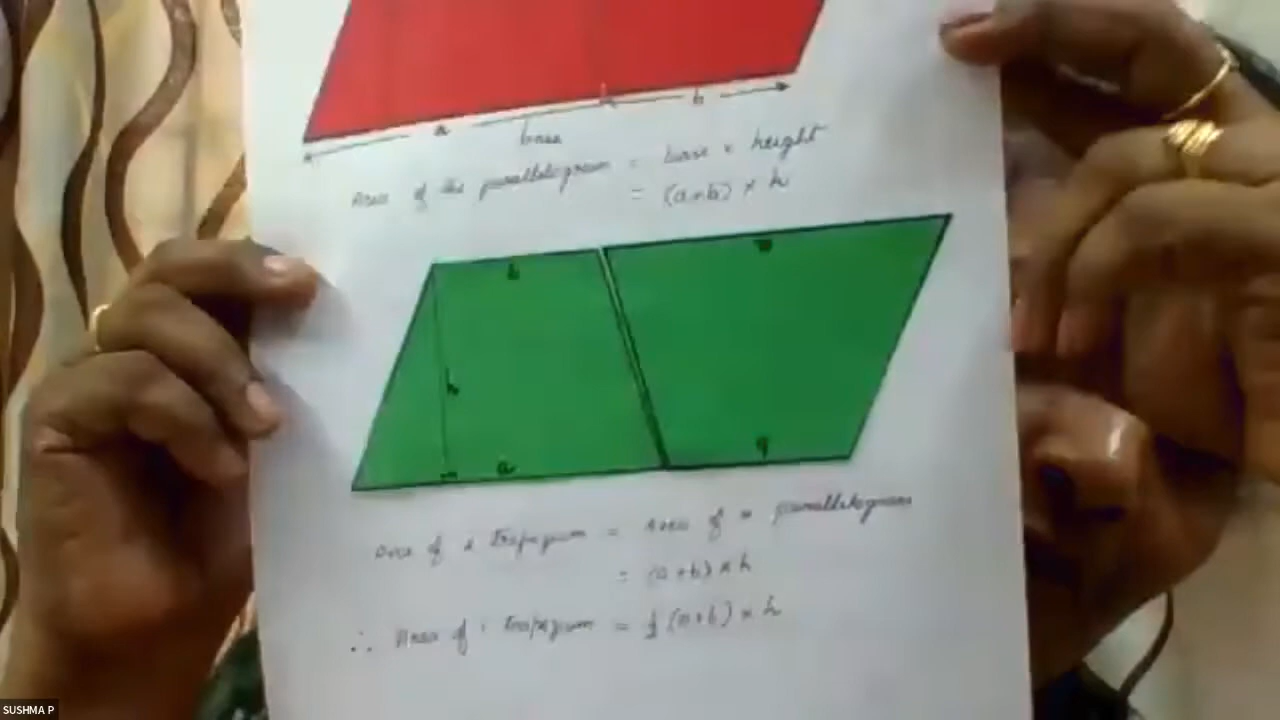 a h b
base
Area of the parallelogram = base × height
= (a+b) × h
b a
h
a b
Area of 2 Trapezium = Area of a parallelogram
= (a+b) × h
∴ Area of 1 Trapezium = ½ (a+b) × h
SUSHMA P